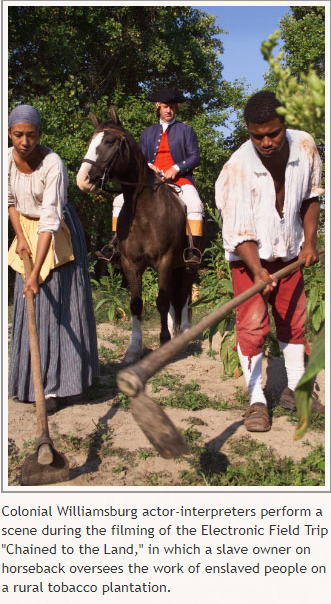 Colonial Williamsburg actor-interpreters perform a
scene during the filming of the Electronic Field Trip
"Chained to the Land," in which a slave owner on
horseback oversees the work of enslaved people on
a rural tobacco plantation.